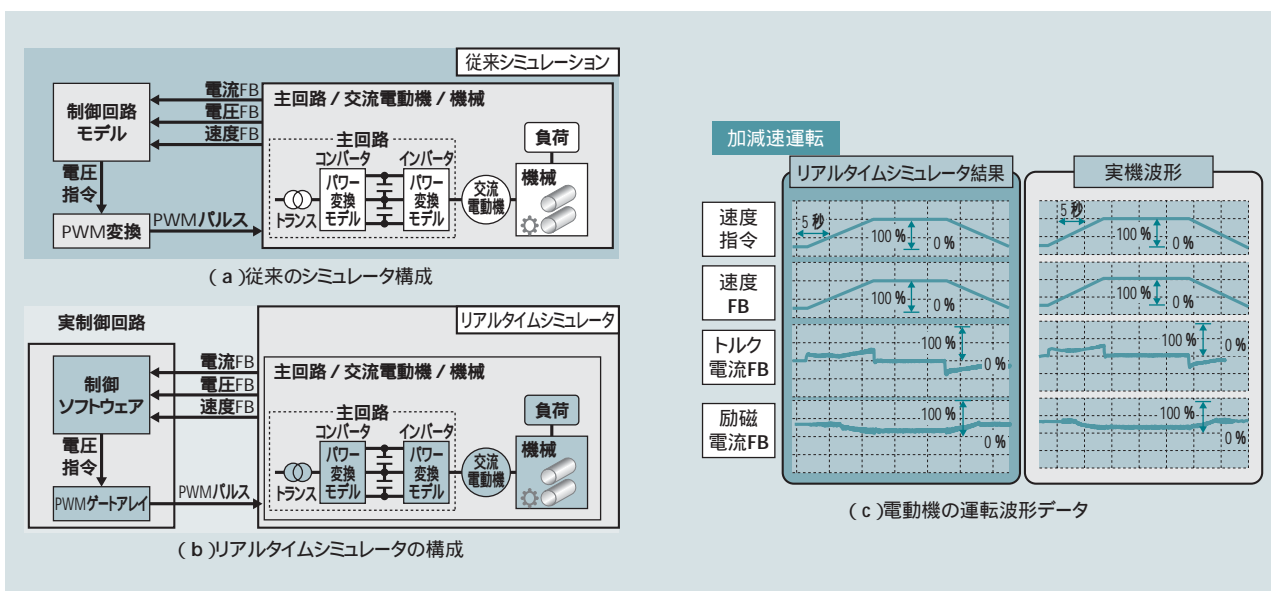 従来シミュレーション
制御回路
モデル
電流FB
電圧FB
速度FB
主回路 / 交流電動機 / 機械
主回路
コンバータ
インバータ
負荷
機械
トランス
パワー
変換
モデル
パワー
変換
モデル
交流
電動機
電圧
指令
PWM変換
PWMパルス
(a)従来のシミュレータ構成
実制御回路
リアルタイムシミュレータ
制御
ソフトウェア
電流FB
電圧FB
速度FB
主回路 / 交流電動機 / 機械
主回路
コンバータ
インバータ
負荷
機械
トランス
パワー
変換
モデル
パワー
変換
モデル
交流
電動機
電圧
指令
PWMゲートアレイ
PWMパルス
(b)リアルタイムシミュレータの構成
加減速運転
リアルタイムシミュレータ結果
実機波形
速度
指令
5 秒
100 %
0 %
5 秒
100 %
0 %
速度
FB
100 %
0 %
100 %
0 %
トルク
電流FB
100 %
0 %
100 %
0 %
励磁
電流FB
100 %
0 %
100 %
0 %
(c)電動機の運転波形データ